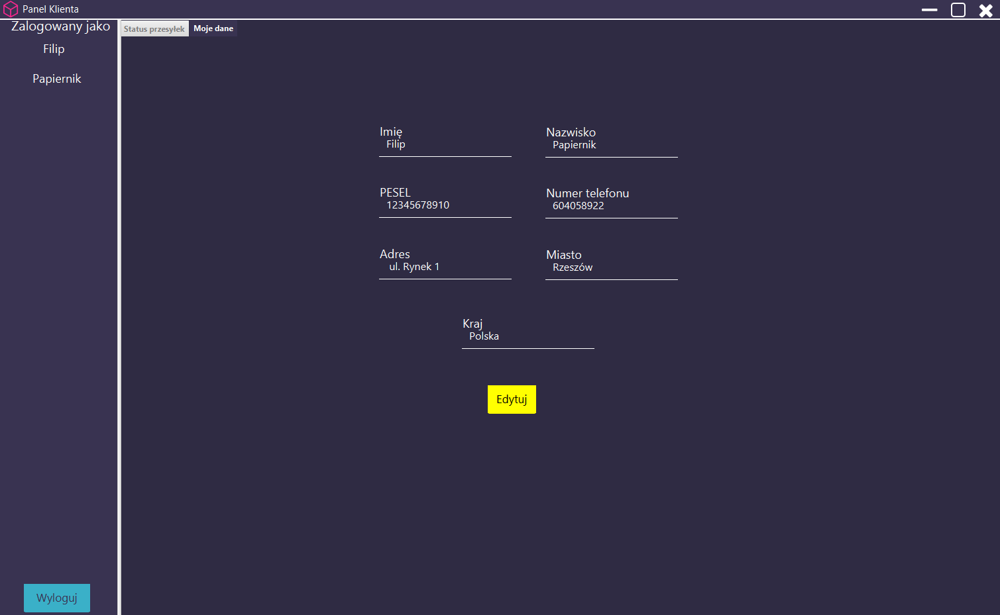 Panel Klienta
Zalogowany jako
Filip
Papiernik
Status przesyłek
Moje dane
Imię
Filip
Nazwisko
Papiernik
PESEL
12345678910
Numer telefonu
604058922
Adres
ul. Rynek 1
Miasto
Rzeszów
Kraj
Polska
Edytuj
Wyloguj